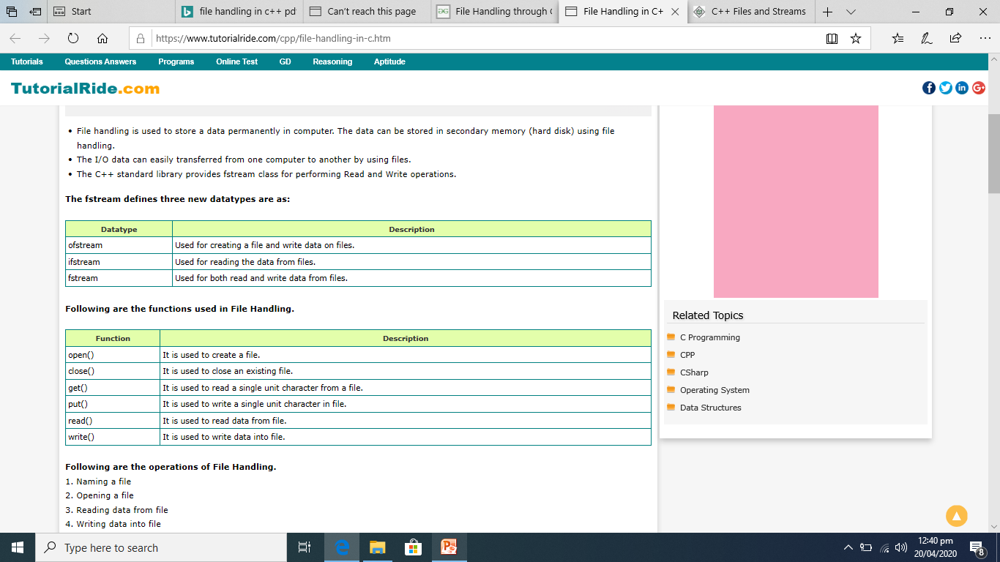 Start
file handling in c++ pd
Can't reach this page
File Handling through (
File Handling in C+
C++ Files and Streams
https://www.tutorialride.com/cpp/file-handling-in-c.htm
Tutorials Questions Answers Programs Online Test GD Reasoning Aptitude
TutorialRide.com
• File handling is used to store a data permanently in computer. The data can be stored in secondary memory (hard disk) using file
handling.
• The I/O data can easily transferred from one computer to another by using files.
• The C++ standard library provides fstream class for performing Read and Write operations.
The fstream defines three new datatypes are as:
Datatype Description
ofstream Used for creating a file and write data on files.
ifstream Used for reading the data from files.
fstream Used for both read and write data from files.
Following are the functions used in File Handling.
Function Description
open() It is used to create a file.
close() It is used to close an existing file.
get() It is used to read a single unit character from a file.
put() It is used to write a single unit character in file.
read() It is used to read data from file.
write() It is used to write data into file.
Following are the operations of File Handling.
1. Naming a file
2. Opening a file
3. Reading data from file
4. Writing data into file
Related Topics
C Programming
CPP
CSharp
Operating System
Data Structures
Type here to search
12:40 pm
20/04/2020
8